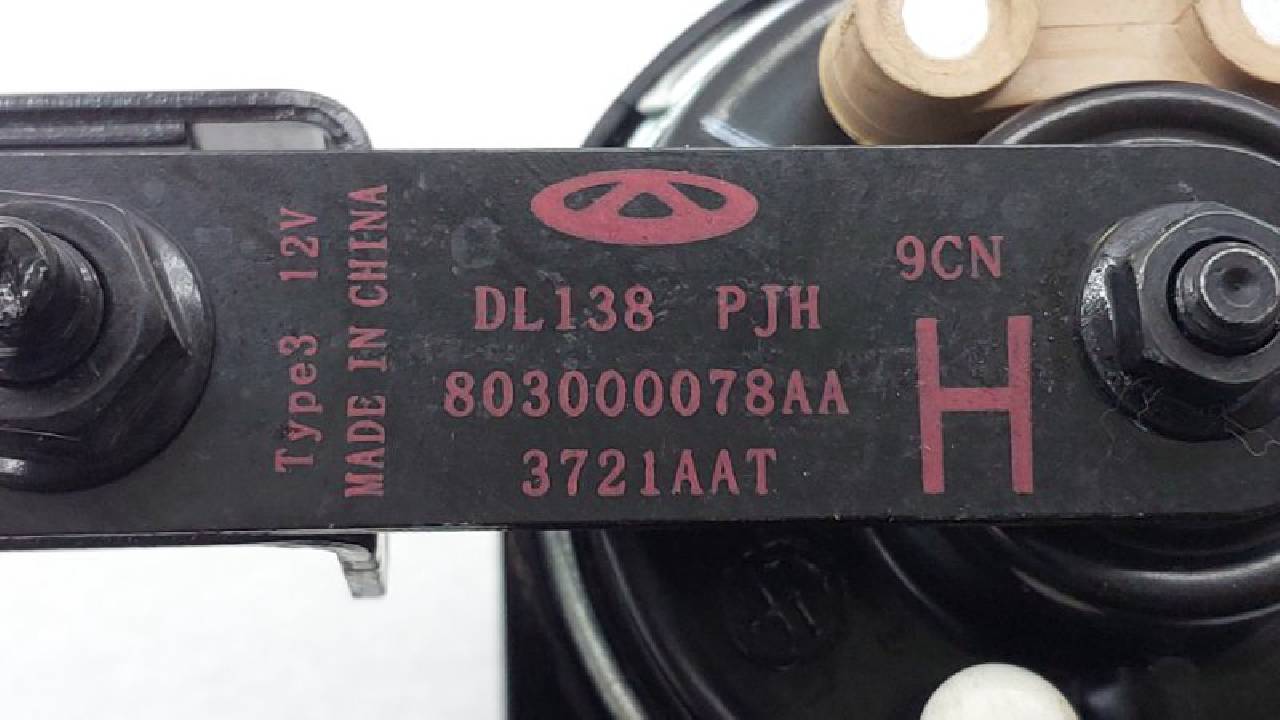 Type3 12V
MADE IN CHINA
DL138 PJH
803000078AA
3721AAT
9CN
H